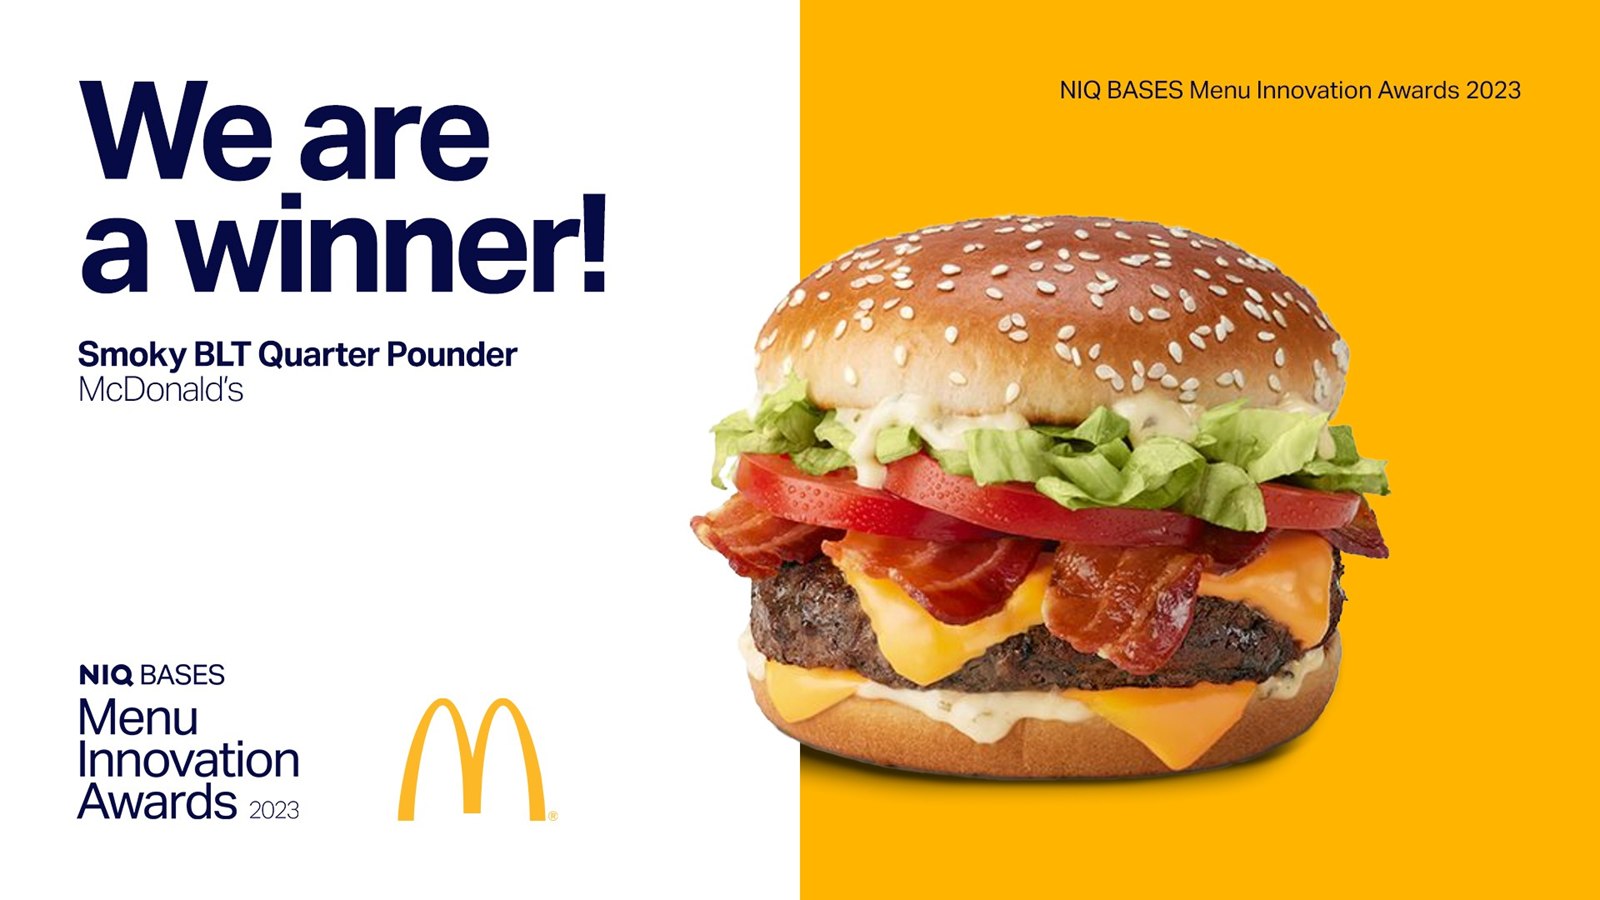 We are
a winner!
Smoky BLT Quarter Pounder
McDonald's
NIQ BASES
Menu
Innovation
Awards 2023
®
NIQ BASES Menu Innovation Awards 2023